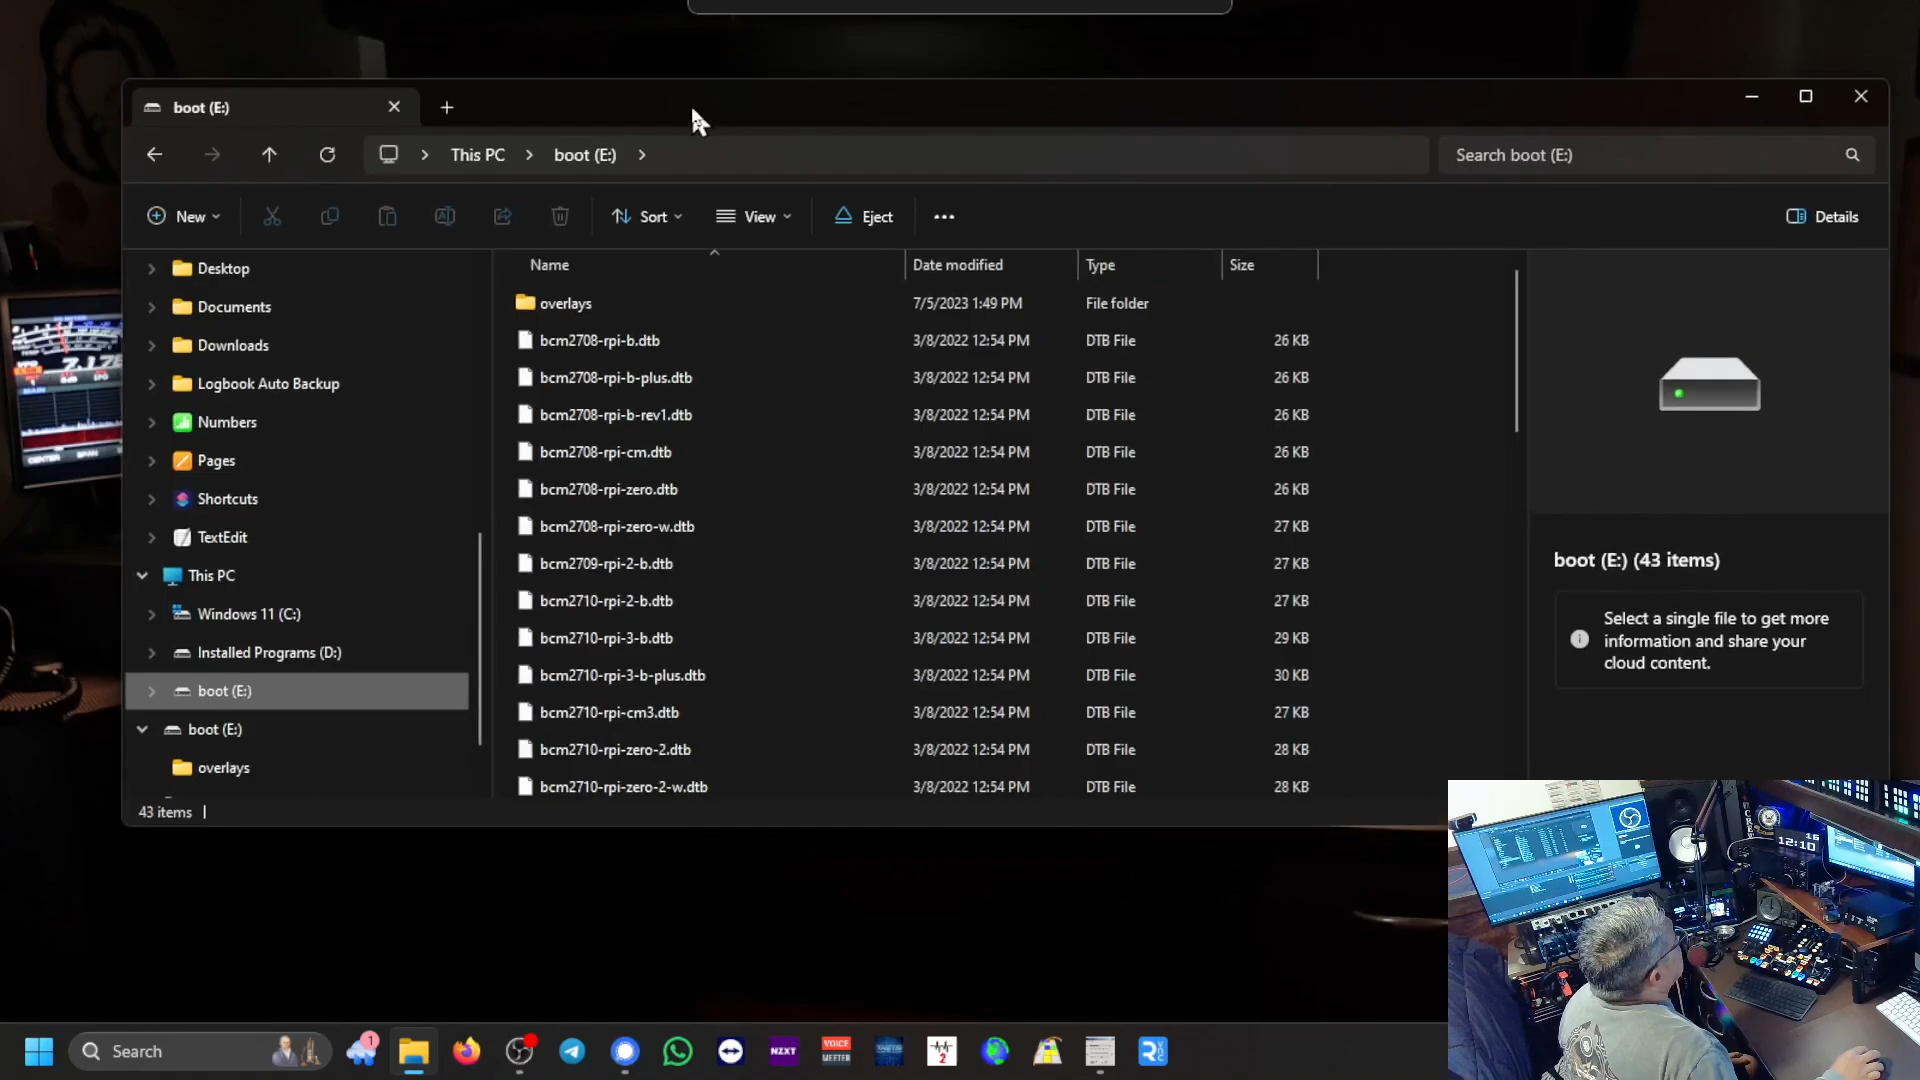 boot (E:)
This PC
boot (E:)
Search boot (E:)
New
Sort
View
Eject
Details
Desktop
Documents
Downloads
Logbook Auto Backup
Numbers
Pages
Shortcuts
TextEdit
This PC
Windows 11 (C:)
Installed Programs (D:)
boot (E:)
boot (E:)
overlays
Name Date modified Type Size
overlays 7/5/2023 1:49 PM File folder
bcm2708-rpi-b.dtb 3/8/2022 12:54 PM DTB File 26 KB
bcm2708-rpi-b-plus.dtb 3/8/2022 12:54 PM DTB File 26 KB
bcm2708-rpi-b-rev1.dtb 3/8/2022 12:54 PM DTB File 26 KB
bcm2708-rpi-cm.dtb 3/8/2022 12:54 PM DTB File 26 KB
bcm2708-rpi-zero.dtb 3/8/2022 12:54 PM DTB File 26 KB
bcm2708-rpi-zero-w.dtb 3/8/2022 12:54 PM DTB File 27 KB
bcm2709-rpi-2-b.dtb 3/8/2022 12:54 PM DTB File 27 KB
bcm2710-rpi-2-b.dtb 3/8/2022 12:54 PM DTB File 27 KB
bcm2710-rpi-3-b.dtb 3/8/2022 12:54 PM DTB File 29 KB
bcm2710-rpi-3-b-plus.dtb 3/8/2022 12:54 PM DTB File 30 KB
bcm2710-rpi-cm3.dtb 3/8/2022 12:54 PM DTB File 27 KB
bcm2710-rpi-zero-2.dtb 3/8/2022 12:54 PM DTB File 28 KB
bcm2710-rpi-zero-2-w.dtb 3/8/2022 12:54 PM DTB File 28 KB
boot (E:) (43 items)
Select a single file to get more
information and share your
cloud content.
43 items
CENTER SPAN
16
12:10
Search
1
NZXT
VOICE
MEETER
2